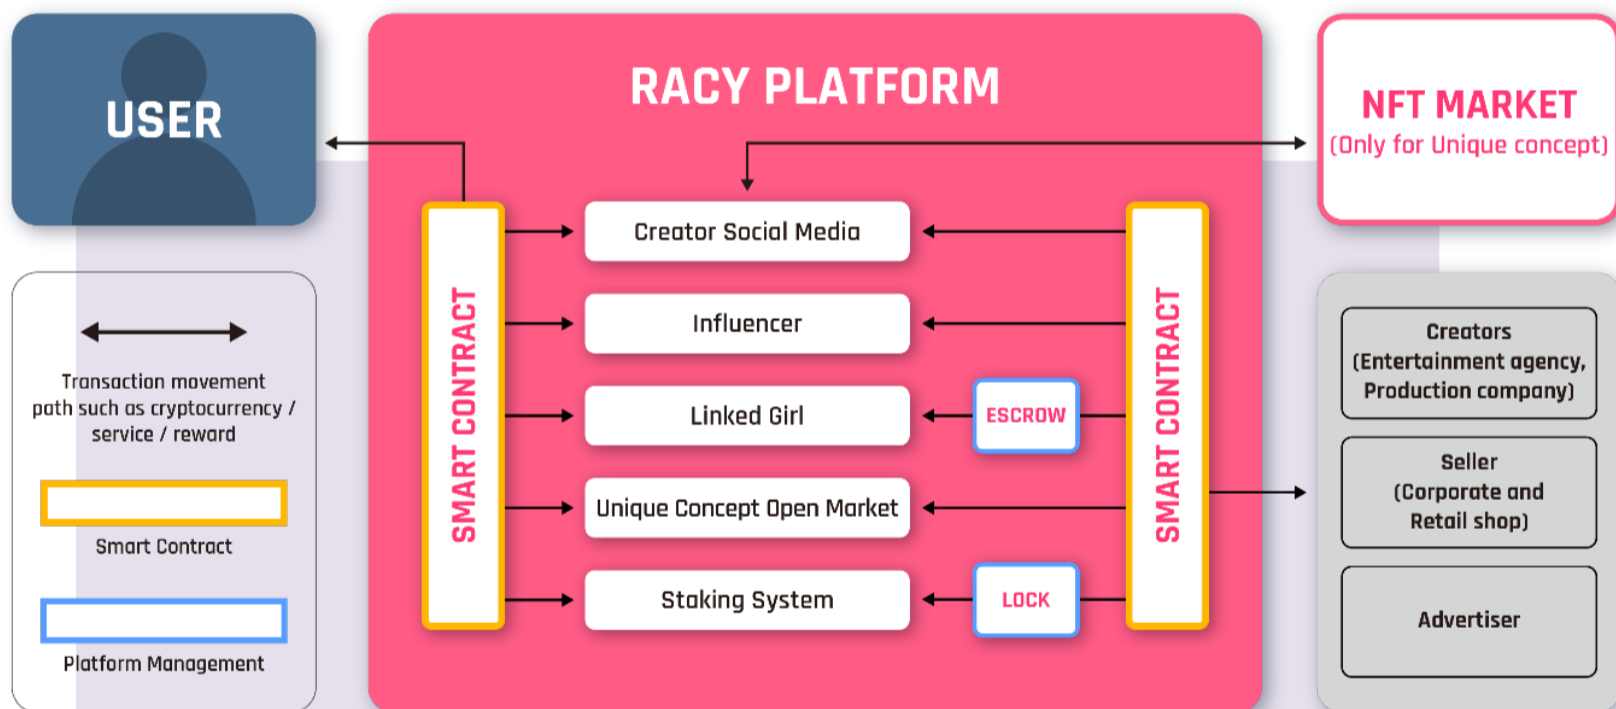 USER
RACY PLATFORM
NFT MARKET
(Only for Unique concept)
Transaction movement
path such as cryptocurrency /
service / reward
Smart Contract
Platform Management
SMART CONTRACT
Creator Social Media
Influencer
Linked Girl
Unique Concept Open Market
Staking System
ESCROW
LOCK
SMART CONTRACT
Creators
(Entertainment agency,
Production company)
Seller
(Corporate and
Retail shop)
Advertiser